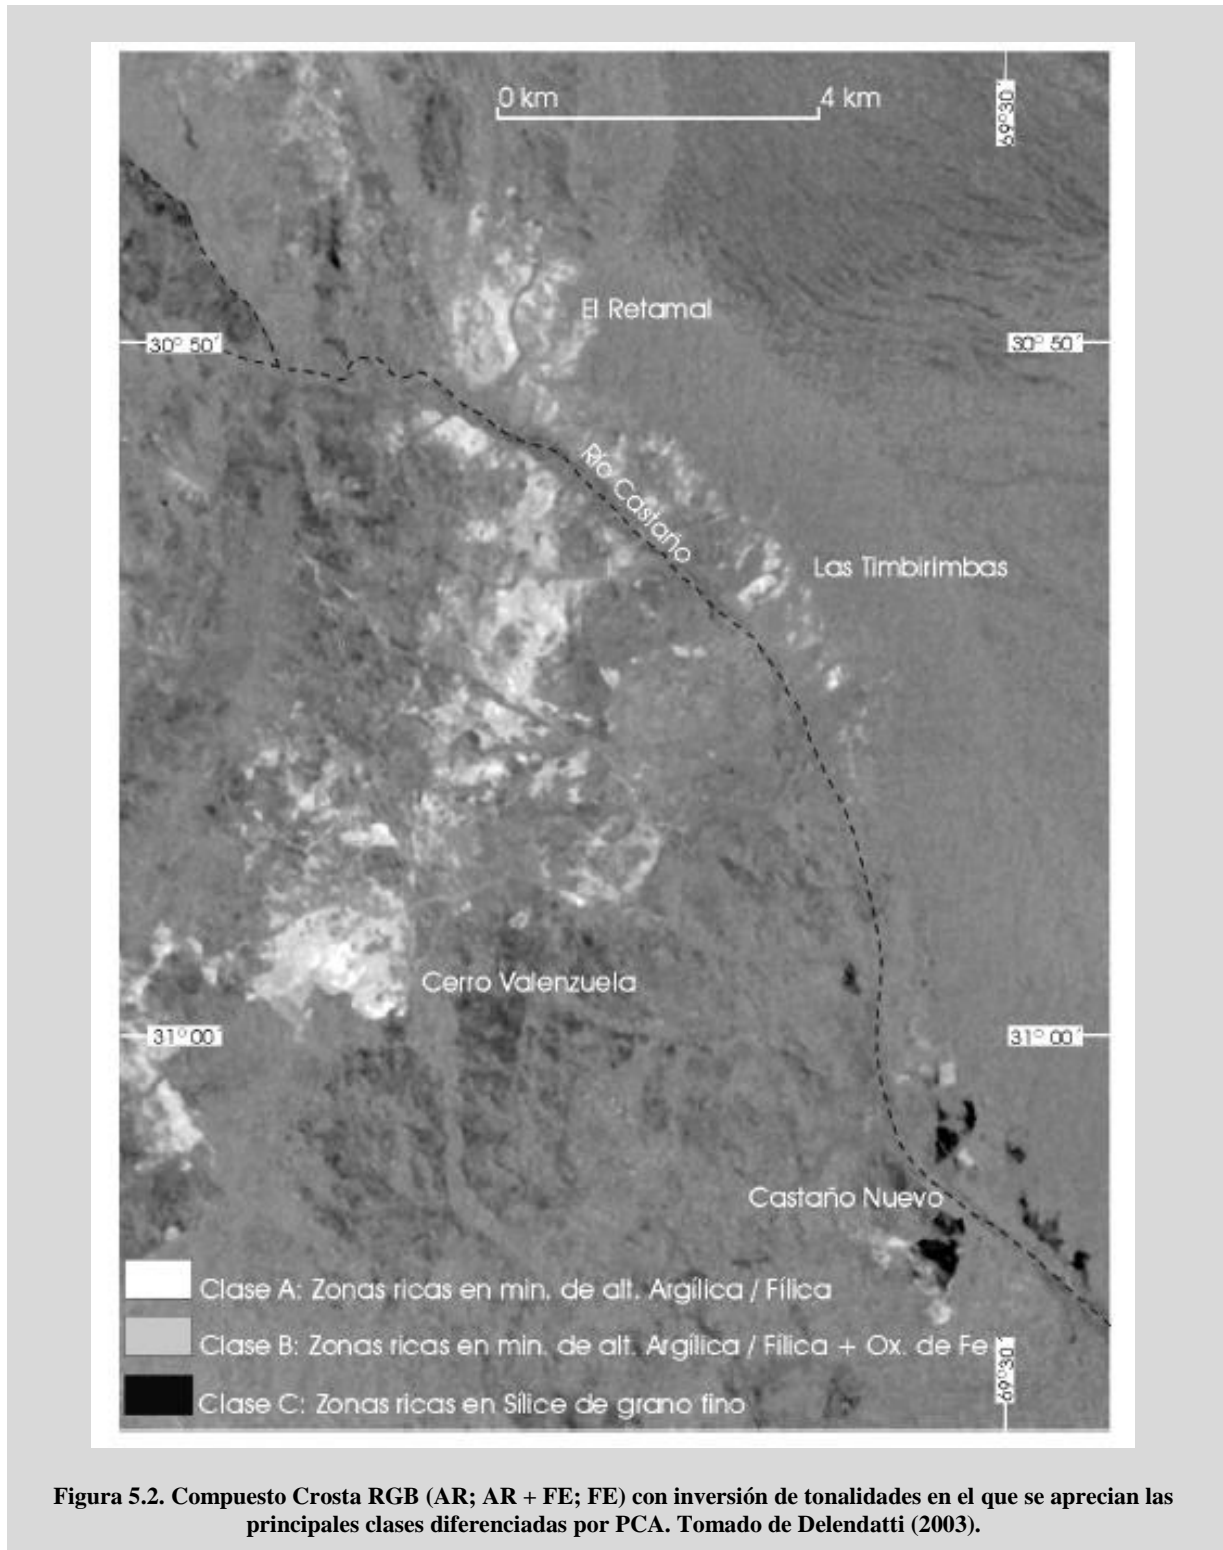 0 km 4 km
69° 30´
El Retamal
30° 50´ 30° 50´
Río Castaño
Las Timbirimbas
Cerro Valenzuela
31° 00´ 31° 00´
Castaño Nuevo
Clase A: Zonas ricas en min. de alt. Argílica / Fílica
Clase B: Zonas ricas en min. de alt. Argílica / Fílica + Ox. de Fe
69° 30´
Clase C: Zonas ricas en Sílice de grano fino
Figura 5.2. Compuesto Crosta RGB (AR; AR + FE; FE) con inversión de tonalidades en el que se aprecian las
principales clases diferenciadas por PCA. Tomado de Delendatti (2003).